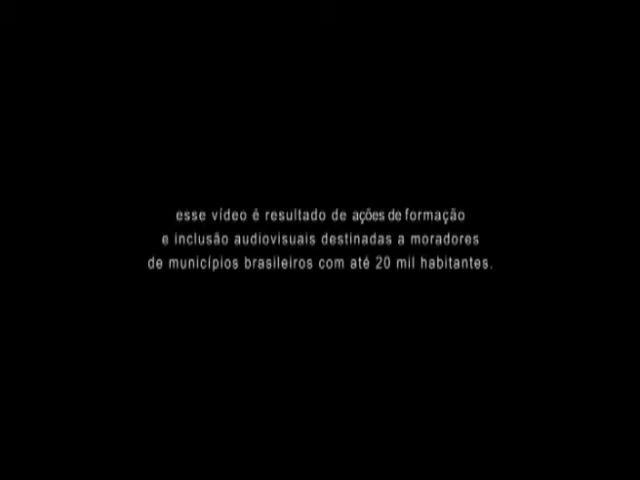 esse vídeo é resultado de ações de formação
e inclusão audiovisuais destinadas a moradores
de municípios brasileiros com até 20 mil habitantes.